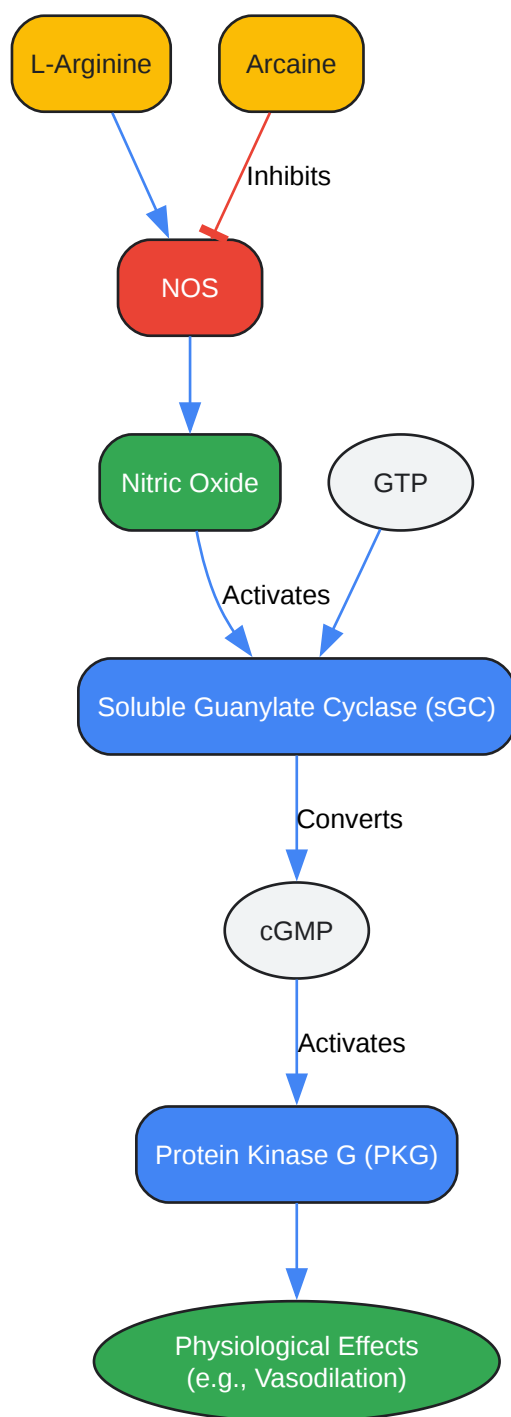 L-Arginine
Arcaine
Inhibits
NOS
Nitric Oxide
GTP
Activates
Soluble Guanylate Cyclase (sGC)
Converts
cGMP
Activates
Protein Kinase G (PKG)
Physiological Effects
(e.g., Vasodilation)